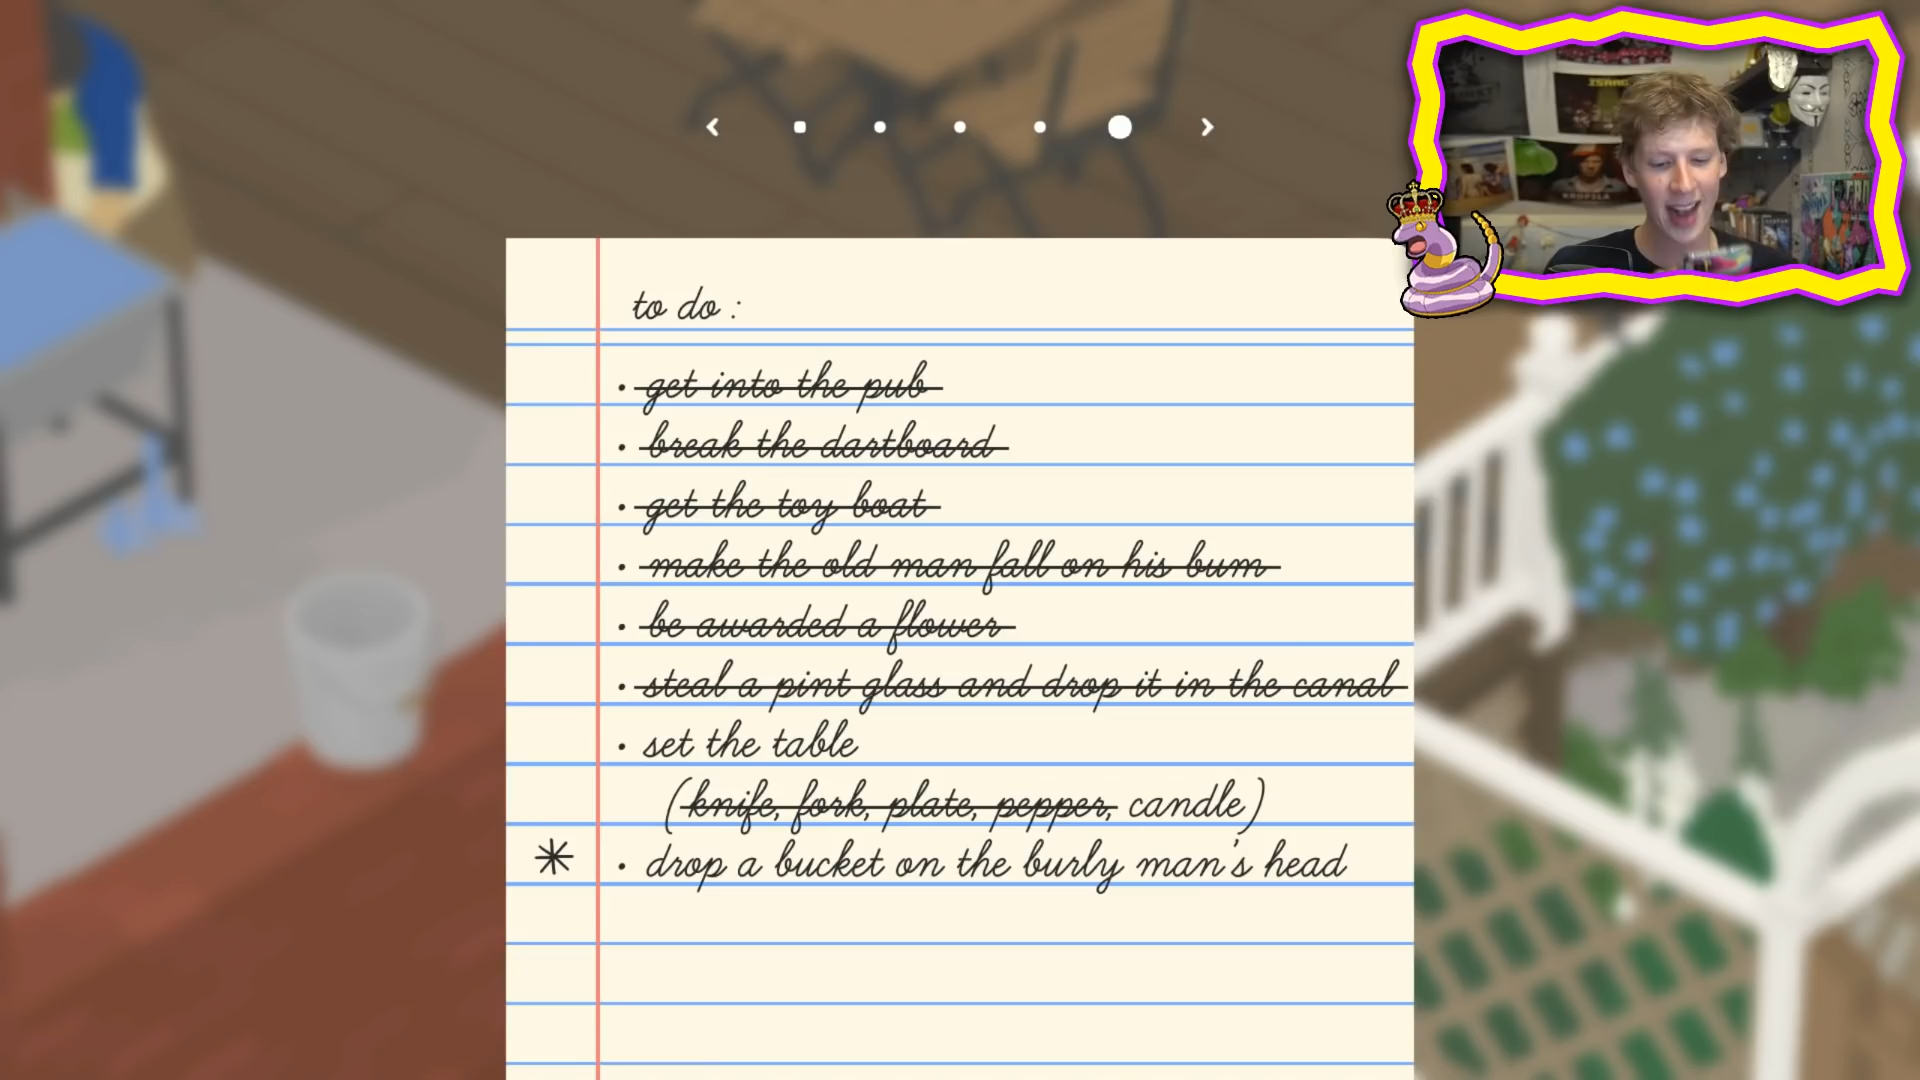 to do :
• get into the pub
• break the dartboard
• get the toy boat
• make the old man fall on his bum
• be awarded a flower
• steal a pint glass and drop it in the canal
• set the table
(knife, fork, plate, pepper, candle)
* • drop a bucket on the burly man's head